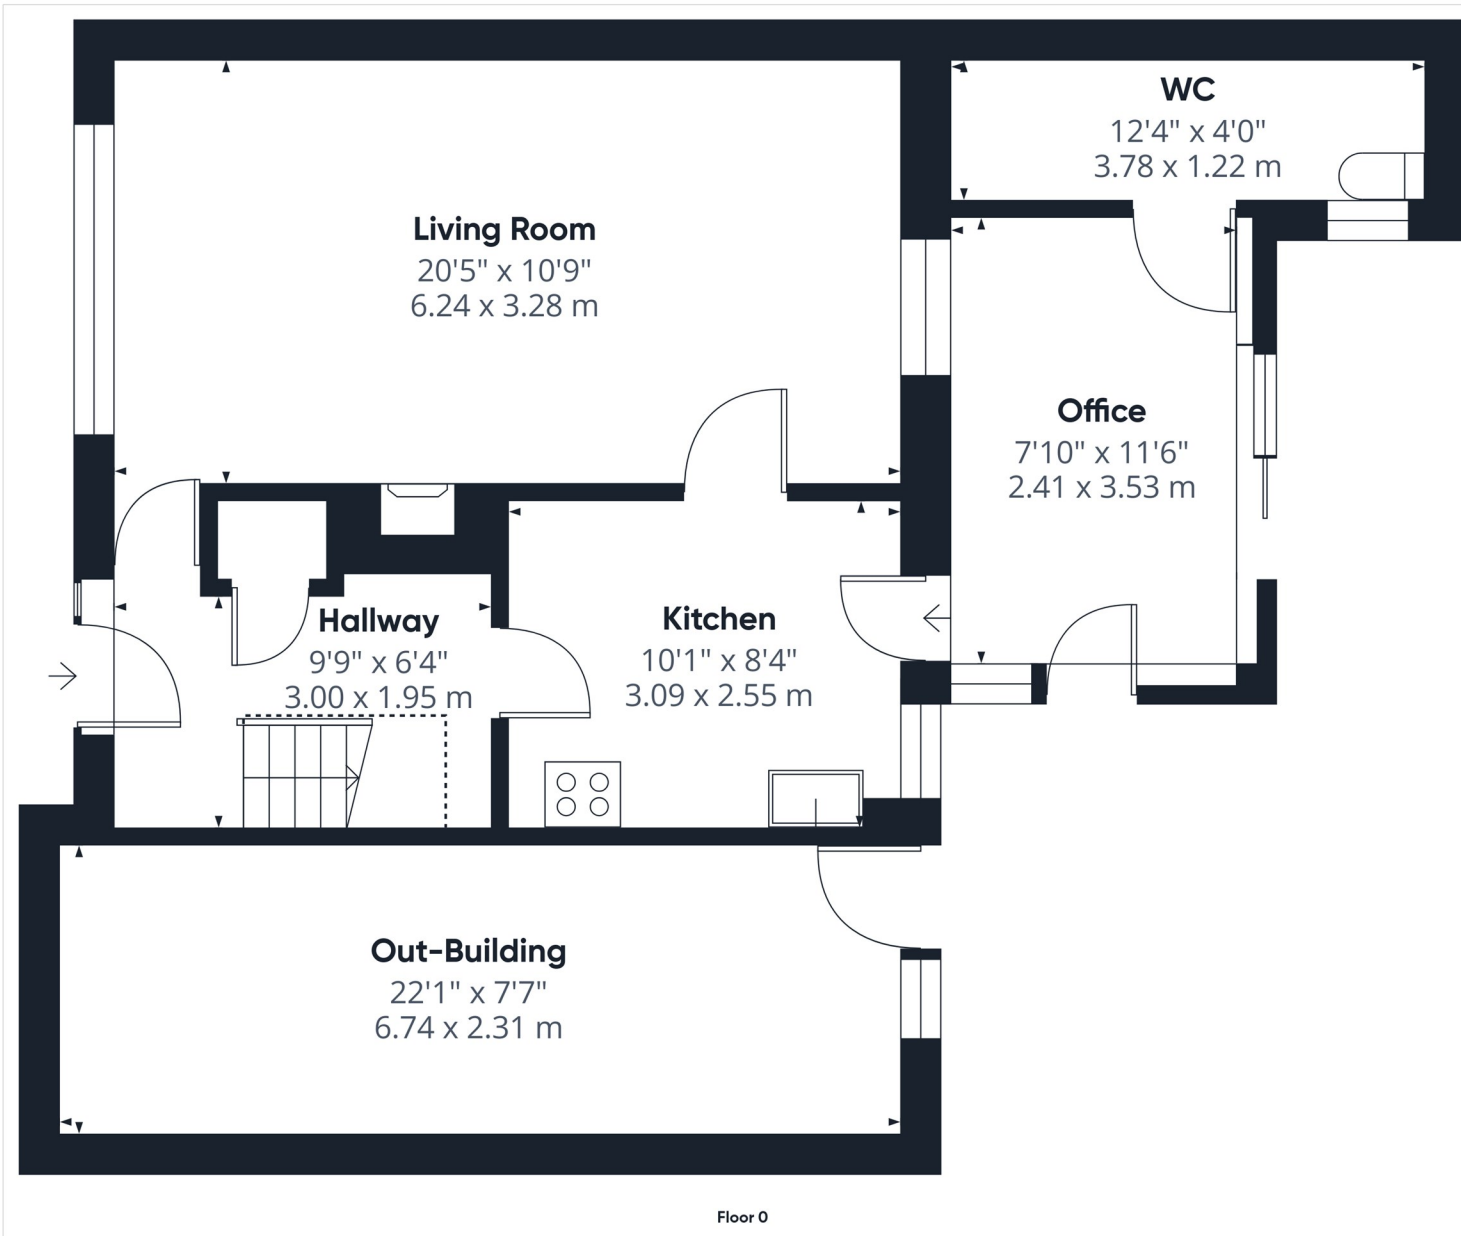 WC
12'4" x 4'0"
3.78 x 1.22 m
Living Room
20'5" x 10'9"
6.24 x 3.28 m
Office
7'10" x 11'6"
2.41 x 3.53 m
Hallway
9'9" x 6'4"
3.00 x 1.95 m
Kitchen
10'1" x 8'4"
3.09 x 2.55 m
Out-Building
22'1" x 7'7"
6.74 x 2.31 m
Floor 0